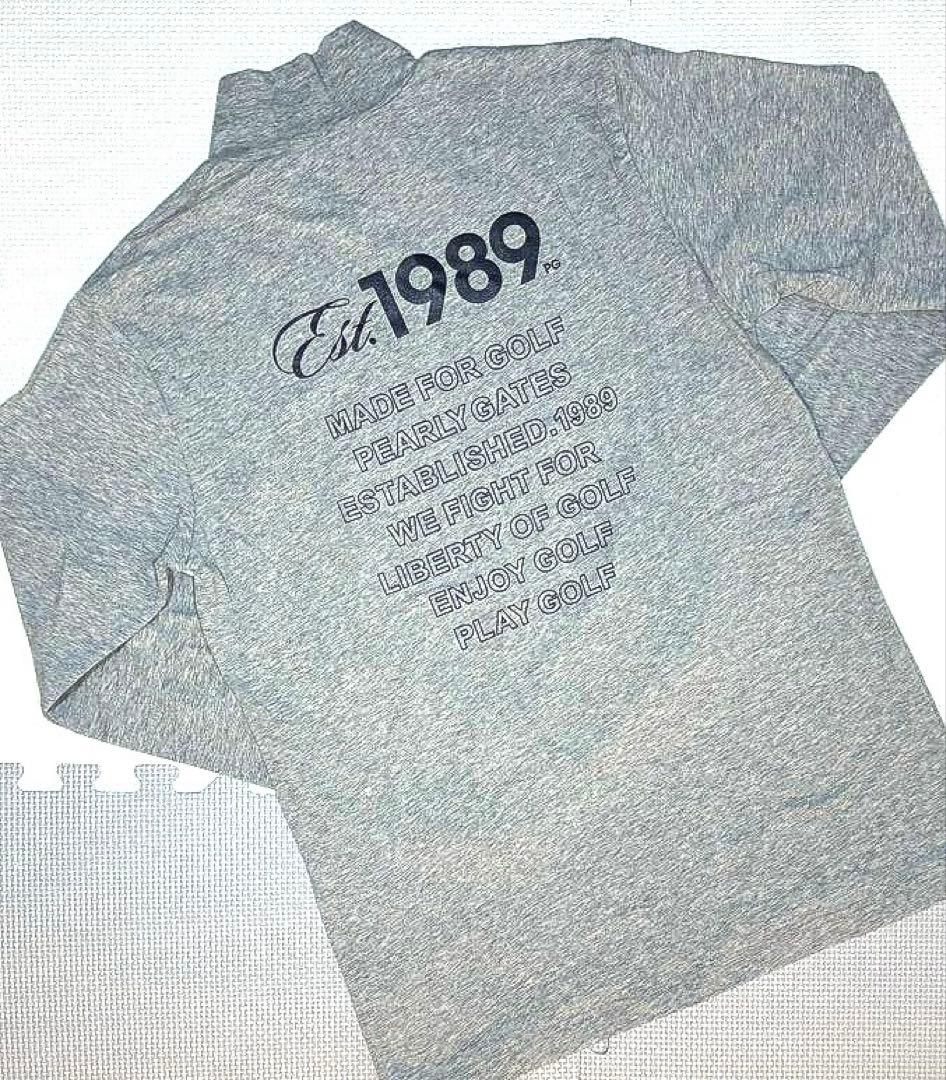 Est.1989 PG
MADE FOR GOLF
PEARLY GATES
ESTABLISHED.1989
WE FIGHT FOR
LIBERTY OF GOLF
ENJOY GOLF
PLAY GOLF